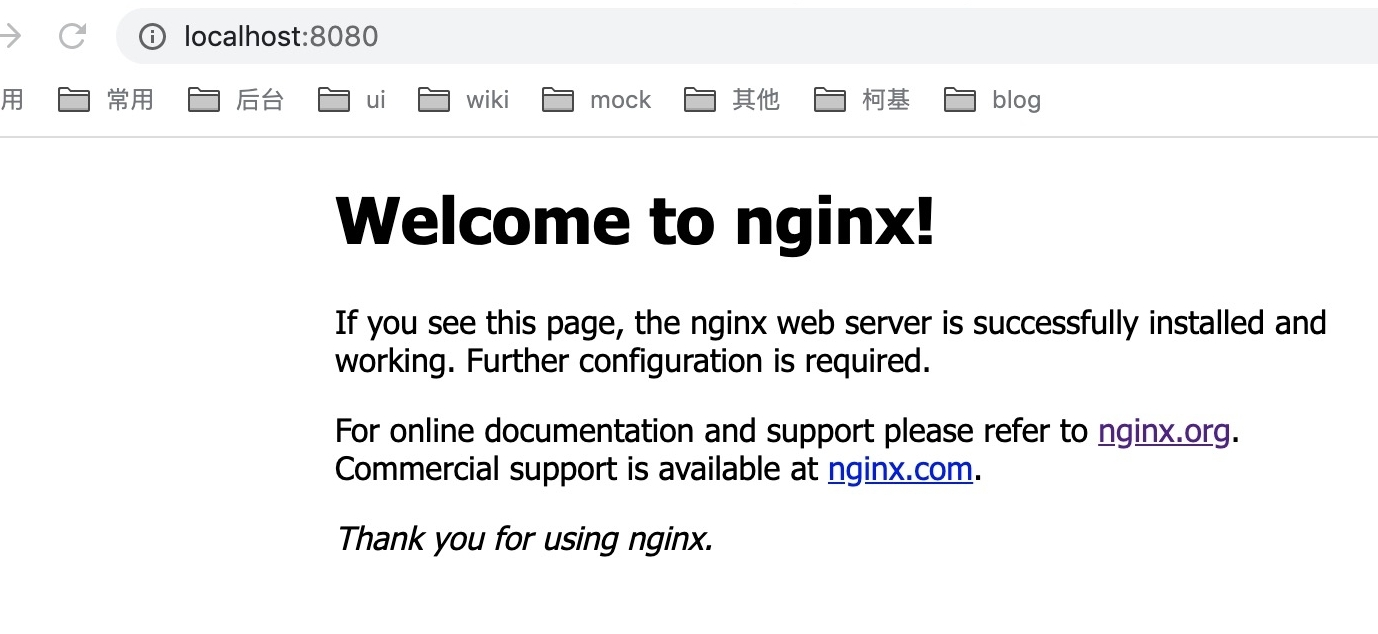 localhost:8080
用 常用 后台 ui wiki mock 其他 柯基 blog
Welcome to nginx!
If you see this page, the nginx web server is successfully installed and
working. Further configuration is required.
For online documentation and support please refer to nginx.org.
Commercial support is available at nginx.com.
Thank you for using nginx.